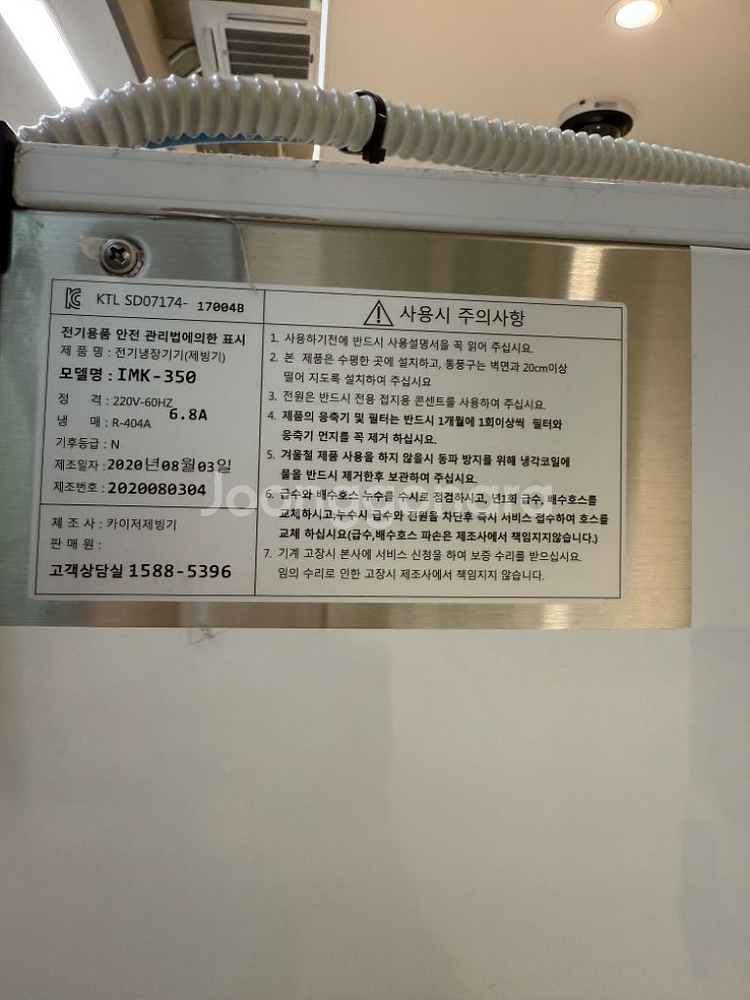 KTL SD07174- 17004B
전기용품 안전 관리법에의한 표시
제 품 명 : 전기냉장기기(제빙기)
모델명 : IMK-350
정 격 : 220V-60HZ 6.8A
냉 매 : R-404A
기후등급 : N
제조일자 : 2020년08월03일
제조번호 : 2020080304
제 조 사 : 카이저제빙기
판 매 원 :
고객상담실 1588-5396
사용시 주의사항
1. 사용하기전에 반드시 사용설명서을 꼭 읽어 주십시요.
2. 본 제품은 수평한 곳에 설치하고, 통풍구는 벽면과 20cm이상
떨어 지도록 설치하여 주십시요
3. 전원은 반드시 전용 접지용 콘센트를 사용하여 주십시요.
4. 제품의 응축기 및 필터는 반드시 1개월에 1회이상씩 필터와
응축기 먼지를 꼭 제거 하십시요.
5. 겨울철 제품 사용을 하지 않을시 동파 방지를 위해 냉각코일에
물을 반드시 제거한후 보관하여 주십시요.
6. 급수와 배수호스 누수를 수시로 점검하시고, 년1회 급수, 배수호스를
교체하시고,누수시 급수와 전원을 차단후 즉시 서비스 접수하여 호스를
교체 하십시요(급수,배수호스 파손은 제조사에서 책임지지않습니다.)
7. 기계 고장시 본사에 서비스 신청을 하여 보증 수리를 받으십시요.
임의 수리로 인한 고장시 제조사에서 책임지지 않습니다.
Joonggonara